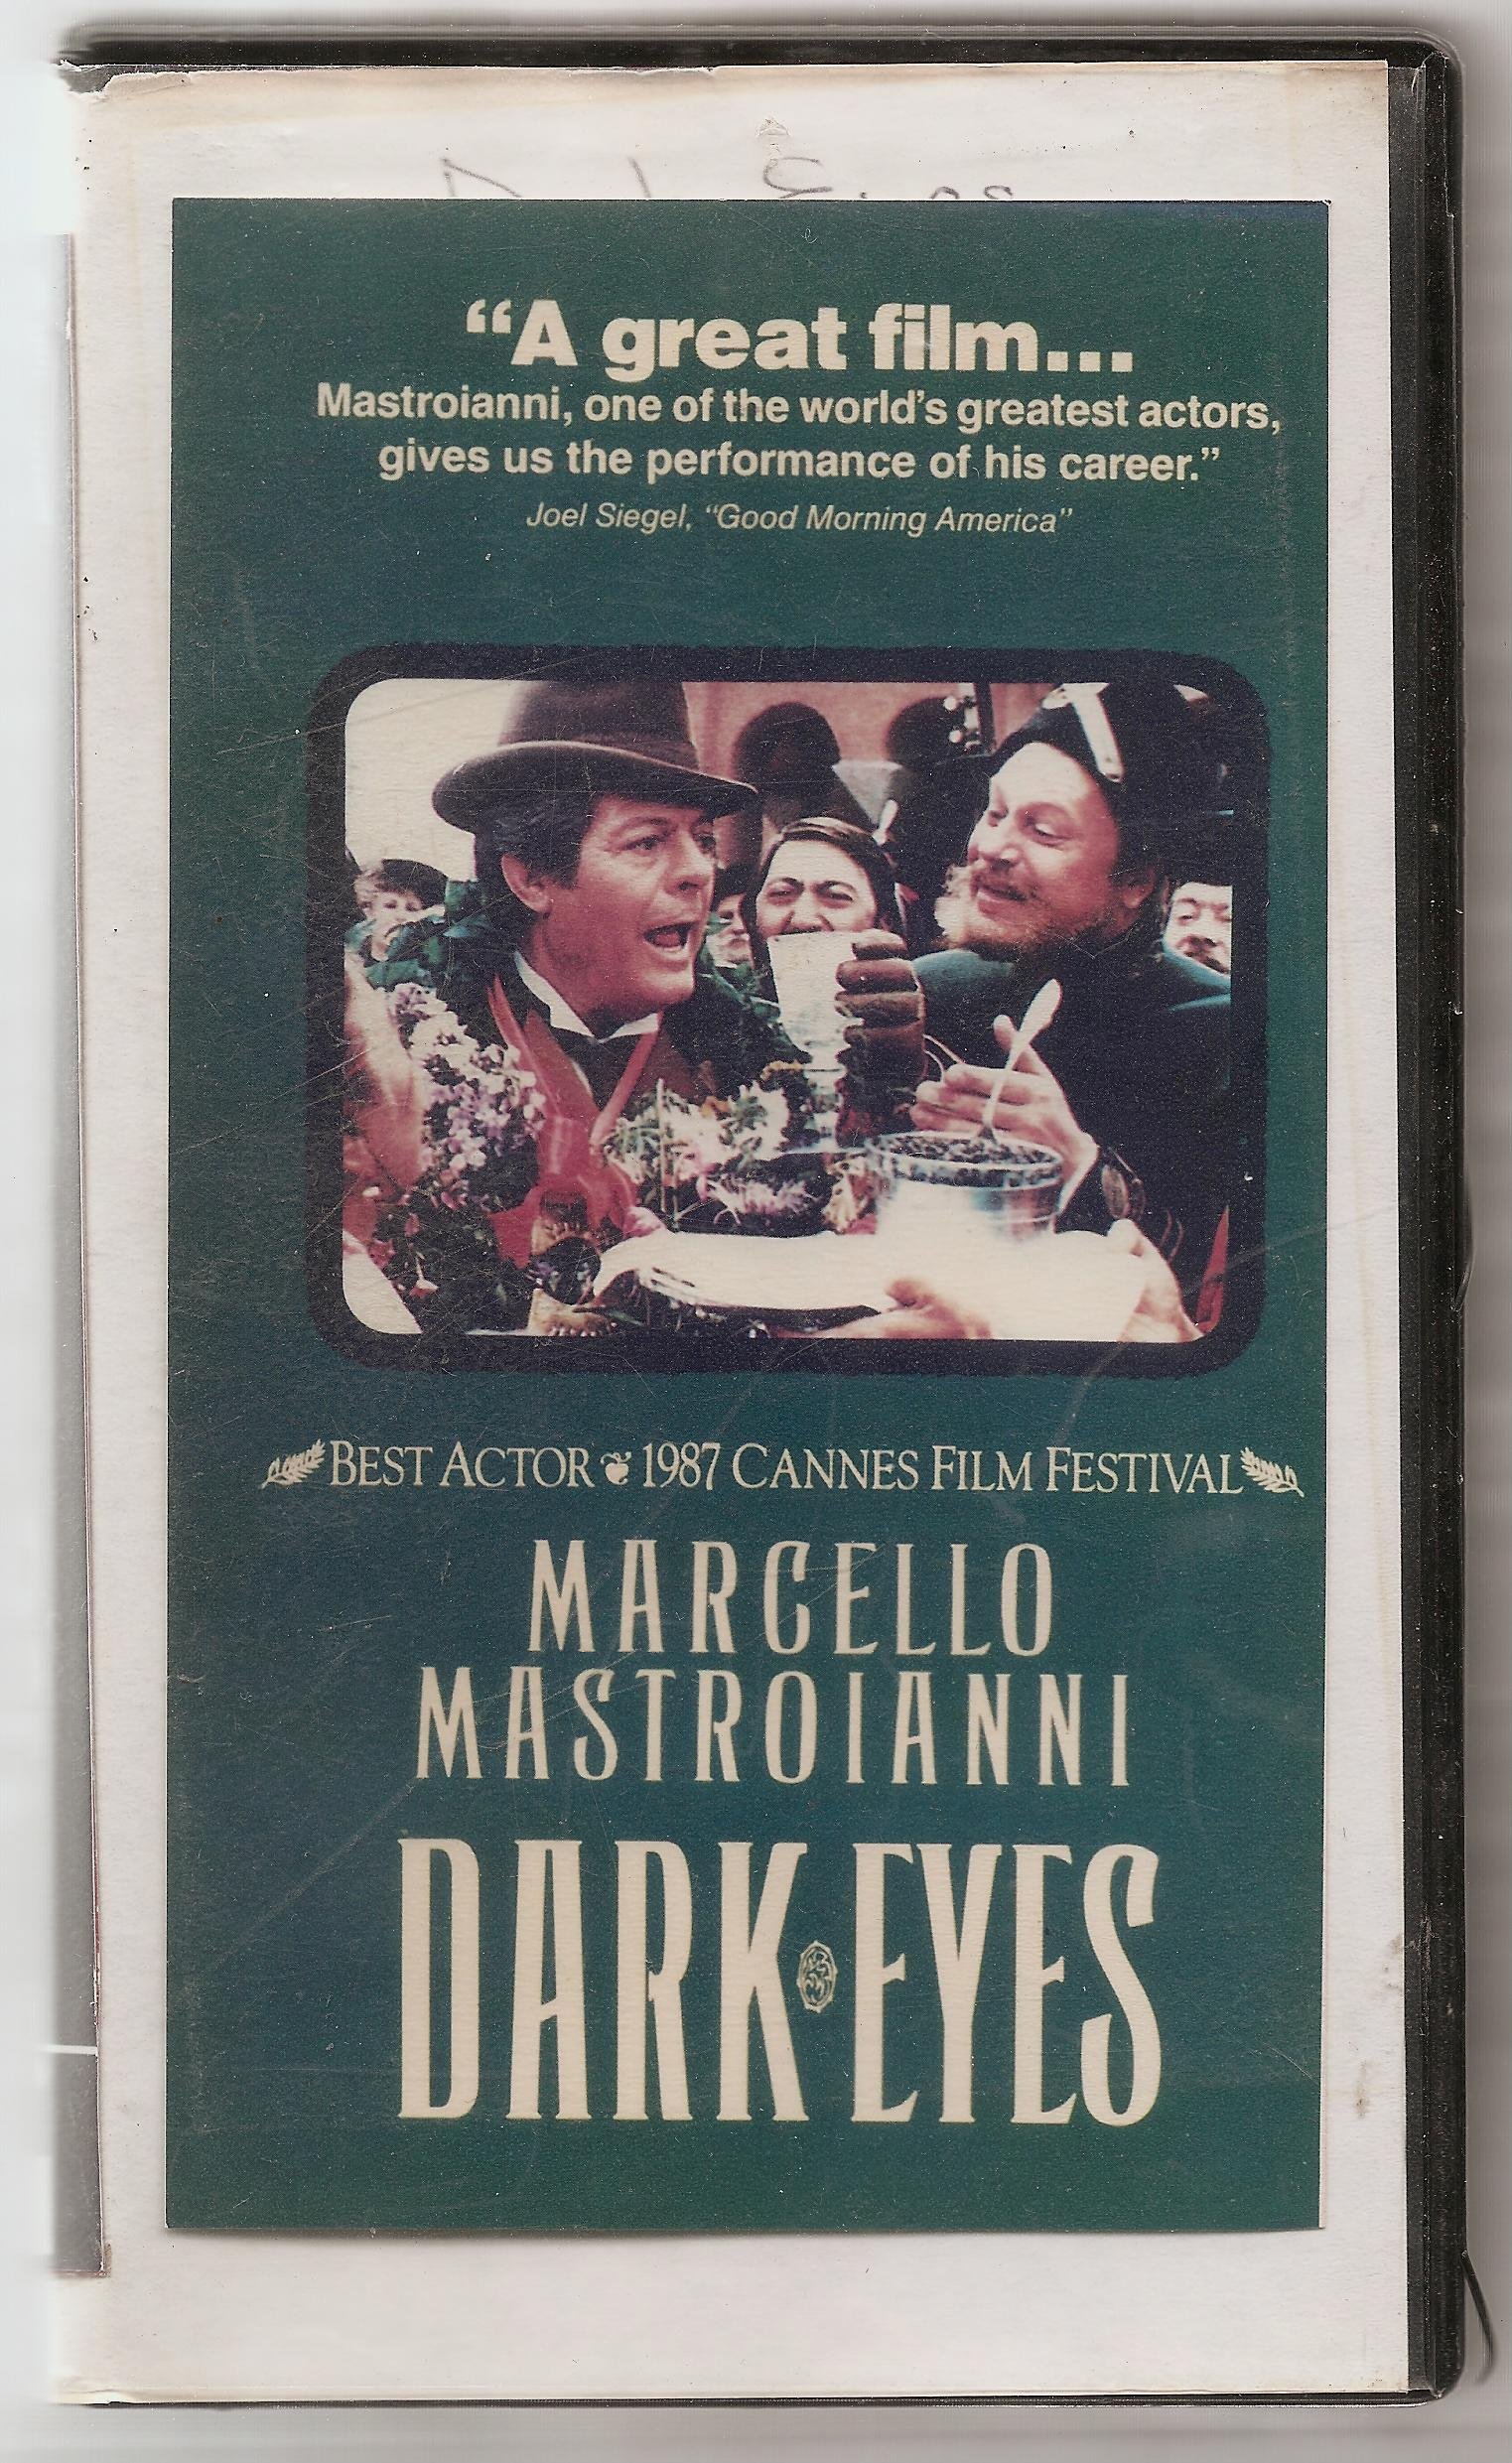 “A great film...
Mastroianni, one of the world’s greatest actors,
gives us the performance of his career.”
Joel Siegel, “Good Morning America”
BEST ACTOR 1987 CANNES FILM FESTIVAL
MARCELLO
MASTROIANNI
DARK EYES